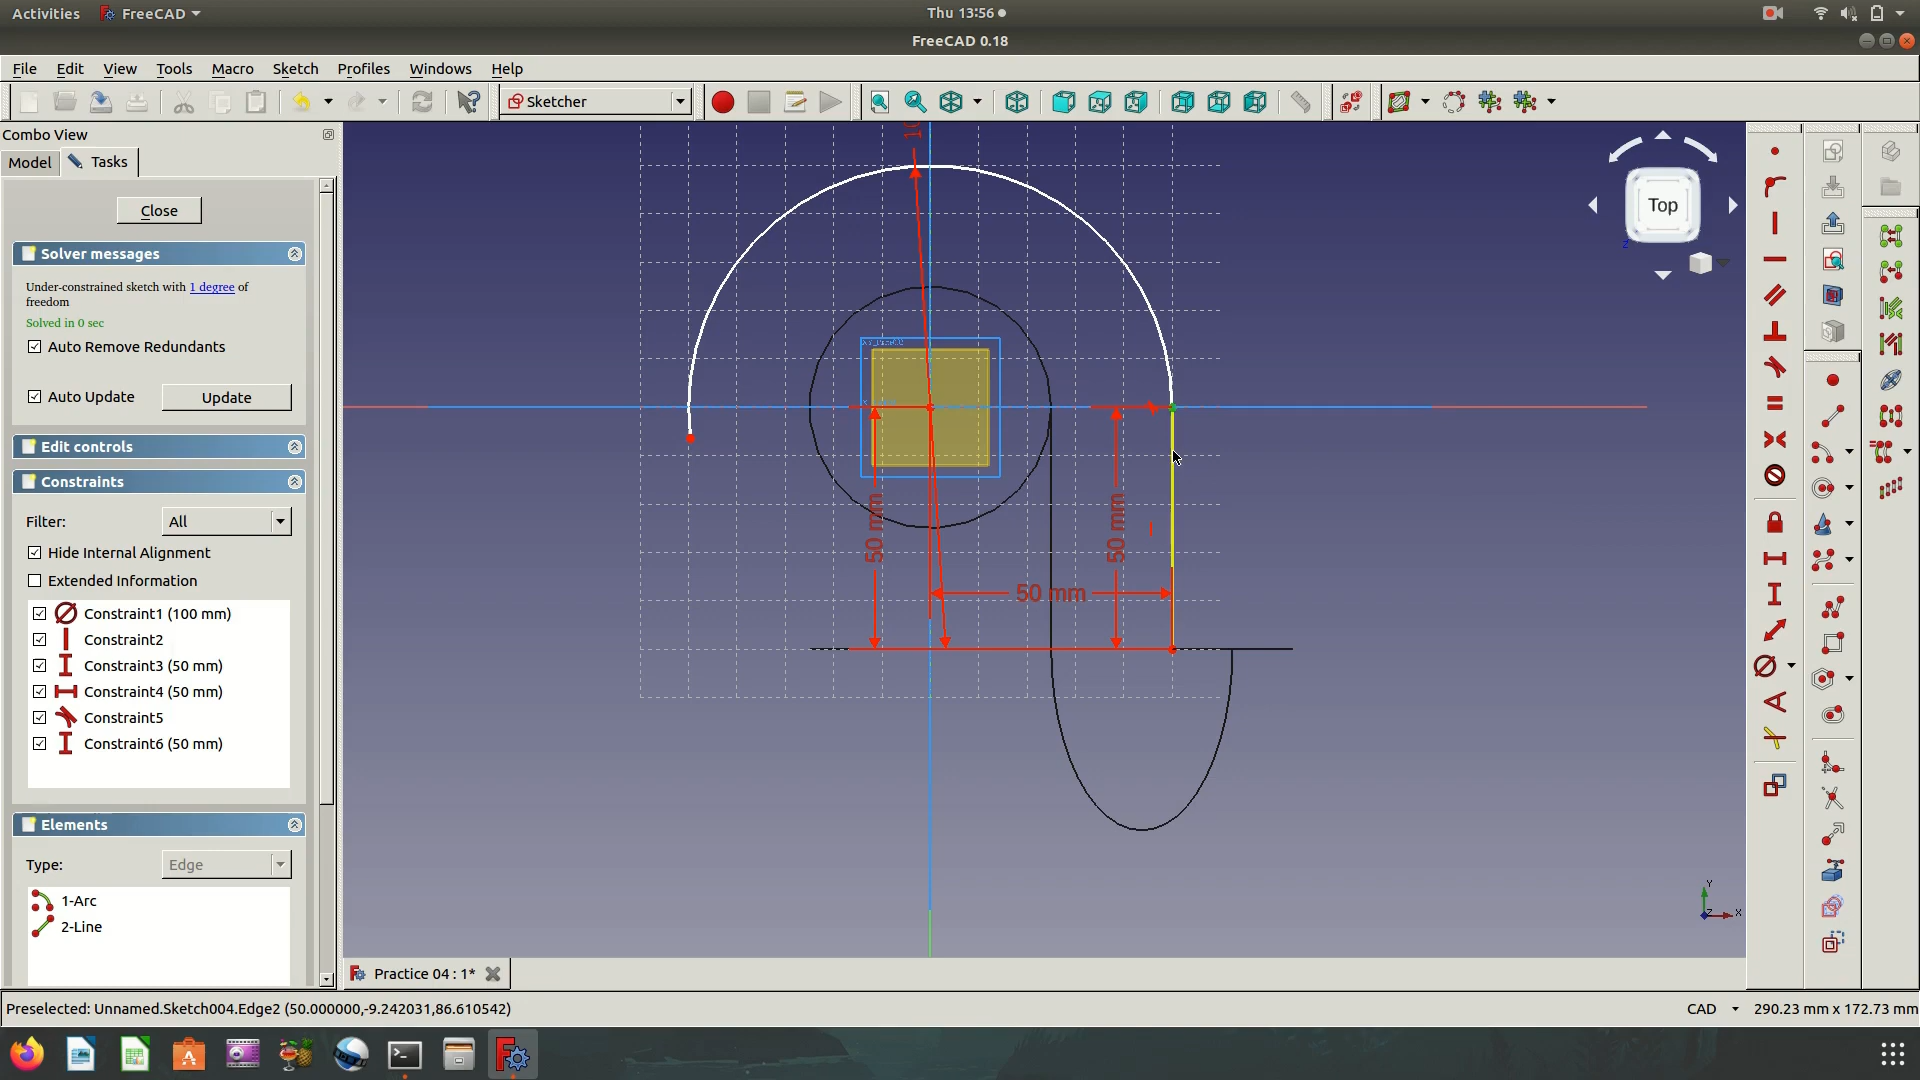 Activities FreeCAD Thu 13:56
FreeCAD 0.18
File Edit View Tools Macro Sketch Profiles Windows Help
Sketcher
Combo View
Model Tasks
Close
Solver messages
Under-constrained sketch with 1 degree of
freedom
Solved in 0 sec
Auto Remove Redundants
Auto Update Update
Edit controls
Constraints
Filter: All
Hide Internal Alignment
Extended Information
Constraint1 (100 mm)
Constraint2
Constraint3 (50 mm)
Constraint4 (50 mm)
Constraint5
Constraint6 (50 mm)
Elements
Type: Edge
1-Arc
2-Line
Top
50 mm
50 mm
50 mm
Y
Z
X
Z
Practice 04 : 1*
Preselected: Unnamed.Sketch004.Edge2 (50.000000,-9.242031,86.610542)
CAD 290.23 mm x 172.73 mm